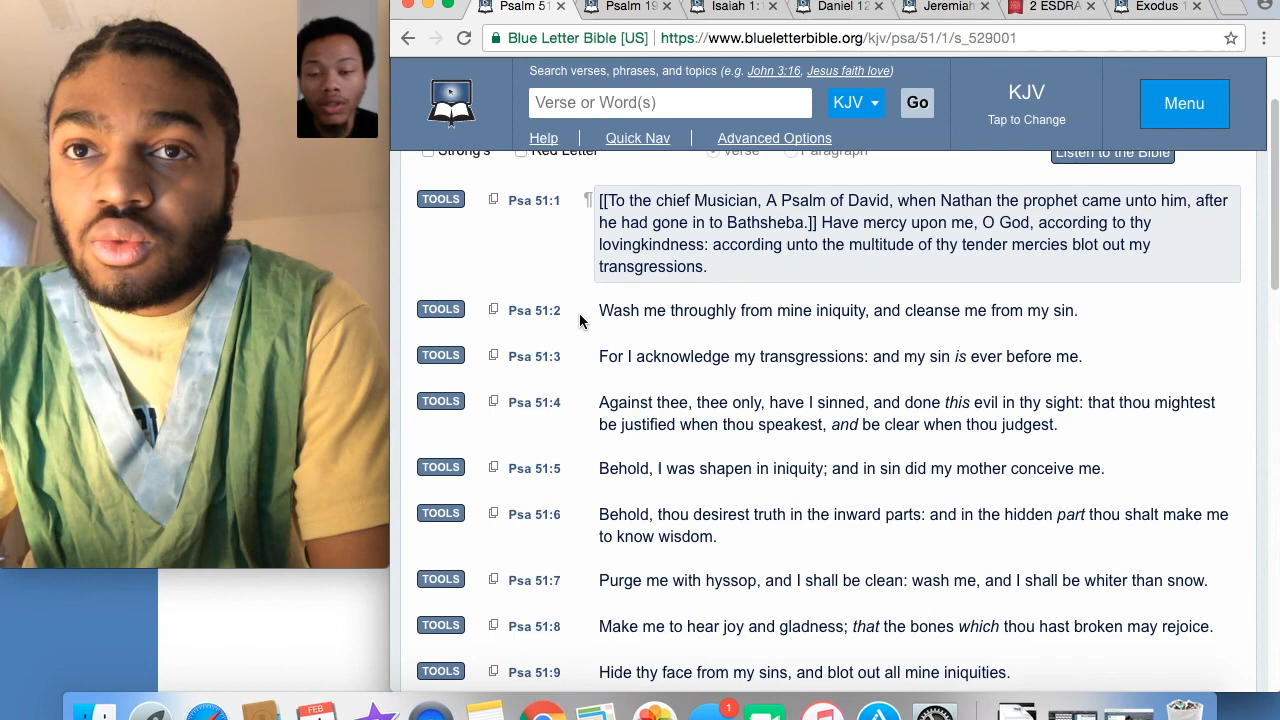 Psalm 51
Psalm 19
Isaiah 1:1
Daniel 12
Jeremiah
2 ESDRA
Exodus 1
Blue Letter Bible [US] https://www.blueletterbible.org/kjv/psa/51/1/s_529001
Search verses, phrases, and topics (e.g. John 3:16, Jesus faith love)
Verse or Word(s)
KJV
Go
Help
Quick Nav
Advanced Options
KJV
Tap to Change
Menu
Strong's
Red Letter
Verse
Paragraph
Listen to the Bible
TOOLS Psa 51:1 ¶ [[To the chief Musician, A Psalm of David, when Nathan the prophet came unto him, after
he had gone in to Bathsheba.]] Have mercy upon me, O God, according to thy
lovingkindness: according unto the multitude of thy tender mercies blot out my
transgressions.
TOOLS Psa 51:2 Wash me throughly from mine iniquity, and cleanse me from my sin.
TOOLS Psa 51:3 For I acknowledge my transgressions: and my sin is ever before me.
TOOLS Psa 51:4 Against thee, thee only, have I sinned, and done this evil in thy sight: that thou mightest
be justified when thou speakest, and be clear when thou judgest.
TOOLS Psa 51:5 Behold, I was shapen in iniquity; and in sin did my mother conceive me.
TOOLS Psa 51:6 Behold, thou desirest truth in the inward parts: and in the hidden part thou shalt make me
to know wisdom.
TOOLS Psa 51:7 Purge me with hyssop, and I shall be clean: wash me, and I shall be whiter than snow.
TOOLS Psa 51:8 Make me to hear joy and gladness; that the bones which thou hast broken may rejoice.
TOOLS Psa 51:9 Hide thy face from my sins, and blot out all mine iniquities.
FEB
1